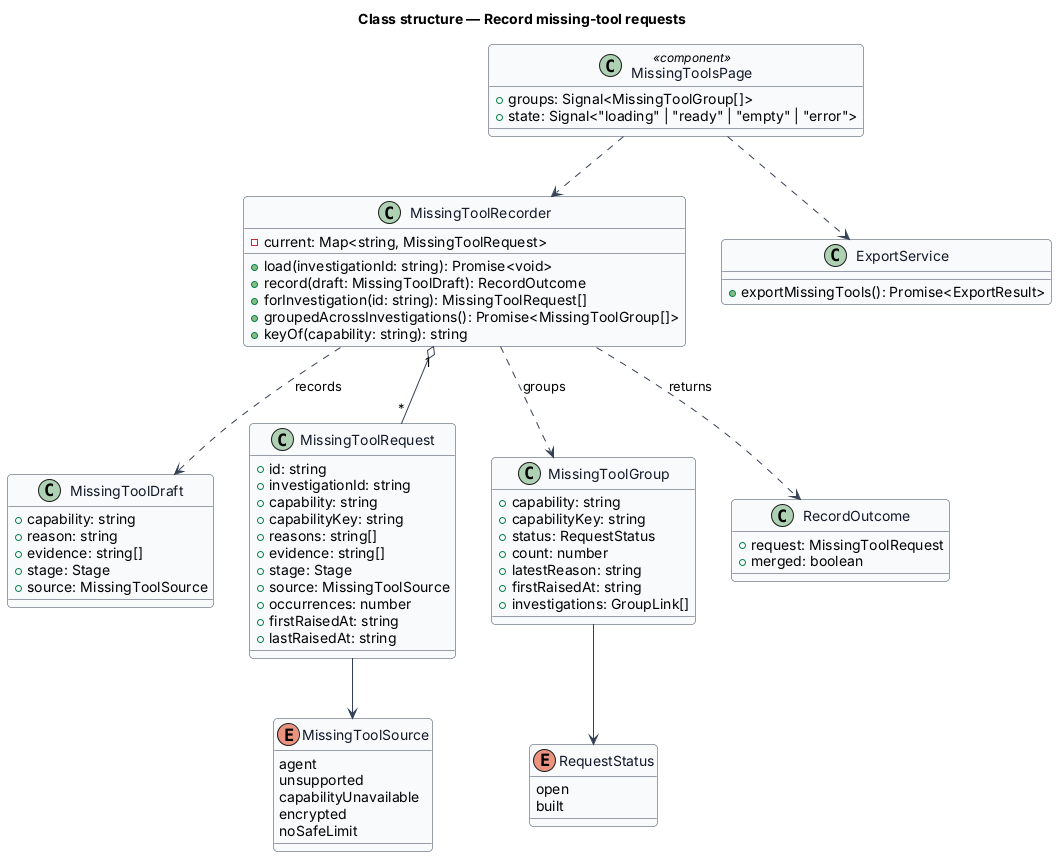 Class structure — Record missing-tool requests
C
«component»
MissingToolsPage
groups: Signal<MissingToolGroup[]>
state: Signal<"loading" | "ready" | "empty" | "error">
C MissingToolRecorder
current: Map<string, MissingToolRequest>
load(investigationId: string): Promise<void>
record(draft: MissingToolDraft): RecordOutcome
forInvestigation(id: string): MissingToolRequest[]
groupedAcrossInvestigations(): Promise<MissingToolGroup[]>
keyOf(capability: string): string
C ExportService
exportMissingTools(): Promise<ExportResult>
records
1
*
groups
returns
C MissingToolDraft
capability: string
reason: string
evidence: string[]
stage: Stage
source: MissingToolSource
C MissingToolRequest
id: string
investigationId: string
capability: string
capabilityKey: string
reasons: string[]
evidence: string[]
stage: Stage
source: MissingToolSource
occurrences: number
firstRaisedAt: string
lastRaisedAt: string
C MissingToolGroup
capability: string
capabilityKey: string
status: RequestStatus
count: number
latestReason: string
firstRaisedAt: string
investigations: GroupLink[]
C RecordOutcome
request: MissingToolRequest
merged: boolean
E MissingToolSource
agent
unsupported
capabilityUnavailable
encrypted
noSafeLimit
E RequestStatus
open
built